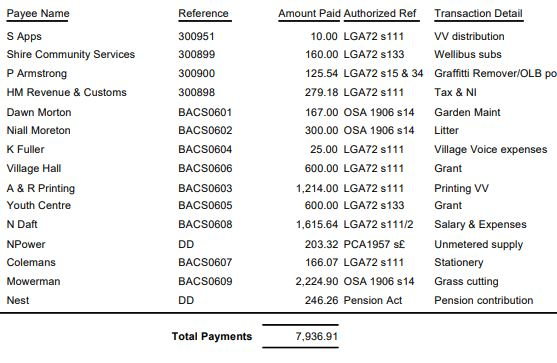 Payee Name Reference Amount Paid Authorized Ref Transaction Detail
S Apps 300951 10.00 LGA72 s111 VV distribution
Shire Community Services 300899 160.00 LGA72 s133 Wellibus subs
P Armstrong 300900 125.54 LGA72 s15 & 34 Graffitti Remover/OLB po
HM Revenue & Customs 300898 279.18 LGA72 s111 Tax & NI
Dawn Morton BACS0601 167.00 OSA 1906 s14 Garden Maint
Niall Moreton BACS0602 300.00 OSA 1906 s14 Litter
K Fuller BACS0604 25.00 LGA72 s111 Village Voice expenses
Village Hall BACS0606 600.00 LGA72 s111 Grant
A & R Printing BACS0603 1,214.00 LGA72 s111 Printing VV
Youth Centre BACS0605 600.00 LGA72 s133 Grant
N Daft BACS0608 1,615.64 LGA72 s111/2 Salary & Expenses
NPower DD 203.32 PCA1957 s£ Unmetered supply
Colemans BACS0607 166.07 LGA72 s111 Stationery
Mowerman BACS0609 2,224.90 OSA 1906 s14 Grass cutting
Nest DD 246.26 Pension Act Pension contribution
Total Payments 7,936.91